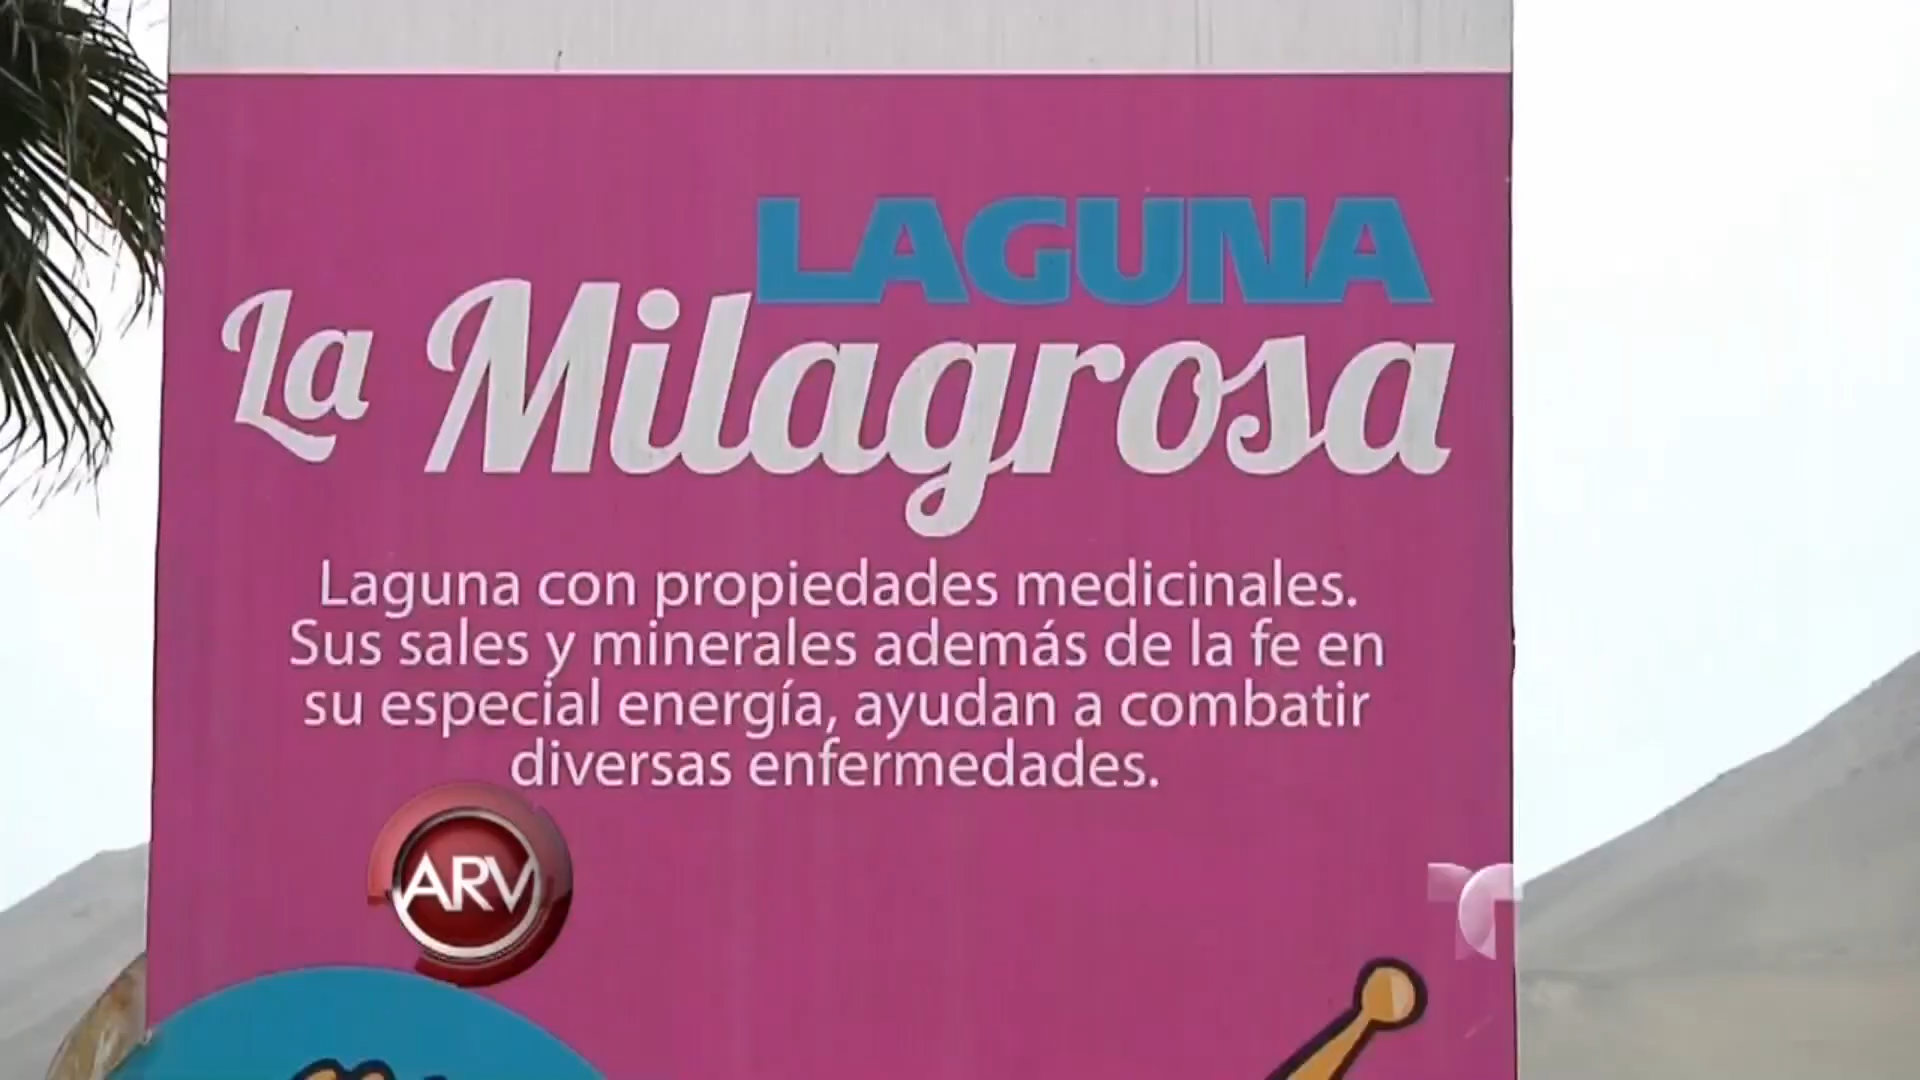 LAGUNA
La Milagrosa
Laguna con propiedades medicinales.
Sus sales y minerales además de la fe en
su especial energía, ayudan a combatir
diversas enfermedades.
ARV